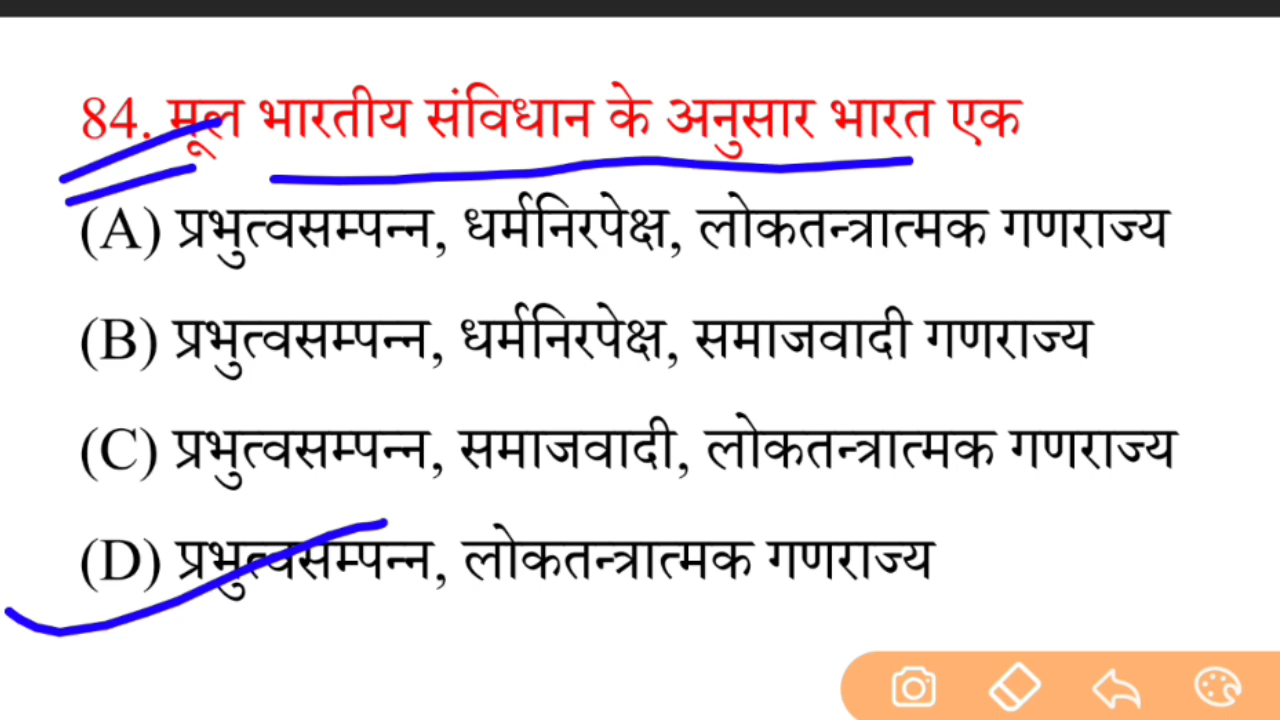 84. मूल भारतीय संविधान के अनुसार भारत एक
(A) प्रभुत्वसम्पन्न, धर्मनिरपेक्ष, लोकतन्त्रात्मक गणराज्य
(B) प्रभुत्वसम्पन्न, धर्मनिरपेक्ष, समाजवादी गणराज्य
(C) प्रभुत्वसम्पन्न, समाजवादी, लोकतन्त्रात्मक गणराज्य
(D) प्रभुत्वसम्पन्न, लोकतन्त्रात्मक गणराज्य